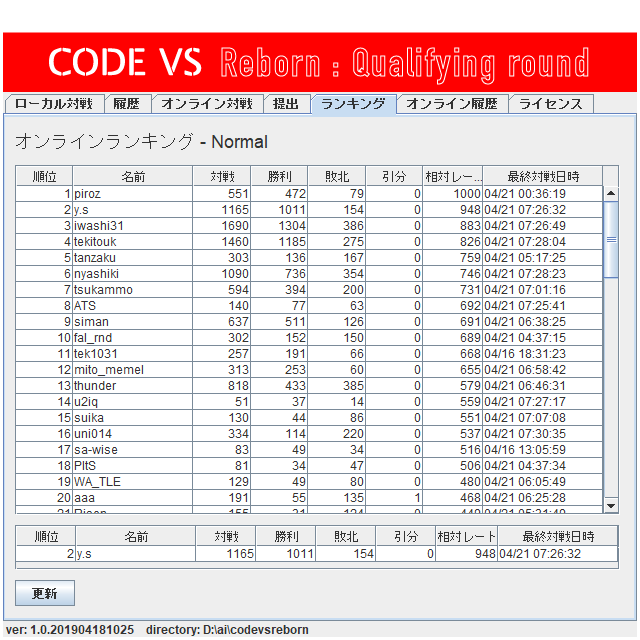 CODE VS Reborn : Qualifying round
ローカル対戦 履歴 オンライン対戦 提出 ランキング オンライン履歴 ライセンス
オンラインランキング - Normal
順位 名前 対戦 勝利 敗北 引分 相対レー... 最終対戦日時
1 piroz 551 472 79 0 1000 04/21 00:36:19
2 y.s 1165 1011 154 0 948 04/21 07:26:32
3 iwashi31 1690 1304 386 0 883 04/21 07:26:49
4 tekitouk 1460 1185 275 0 826 04/21 07:28:04
5 tanzaku 303 136 167 0 759 04/21 05:17:25
6 nyashiki 1090 736 354 0 746 04/21 07:28:23
7 tsukammo 594 394 200 0 731 04/21 07:01:16
8 ATS 140 77 63 0 692 04/21 07:25:41
9 siman 637 511 126 0 691 04/21 06:38:25
10 fal_rnd 302 152 150 0 689 04/21 04:37:15
11 tek1031 257 191 66 0 668 04/16 18:31:23
12 mito_memel 313 253 60 0 655 04/21 06:58:42
13 thunder 818 433 385 0 579 04/21 06:46:31
14 u2iq 51 37 14 0 559 04/21 07:27:17
15 suika 130 44 86 0 551 04/21 07:07:08
16 uni014 334 114 220 0 537 04/21 07:30:35
17 sa-wise 83 49 34 0 516 04/16 13:05:59
18 PltS 81 34 47 0 506 04/21 04:37:34
19 WA_TLE 129 49 80 0 480 04/21 06:05:49
20 aaa 191 55 135 1 468 04/21 06:25:28
順位 名前 対戦 勝利 敗北 引分 相対レート 最終対戦日時
2 y.s 1165 1011 154 0 948 04/21 07:26:32
更新
ver: 1.0.201904181025 directory: D:\ai\codevsreborn